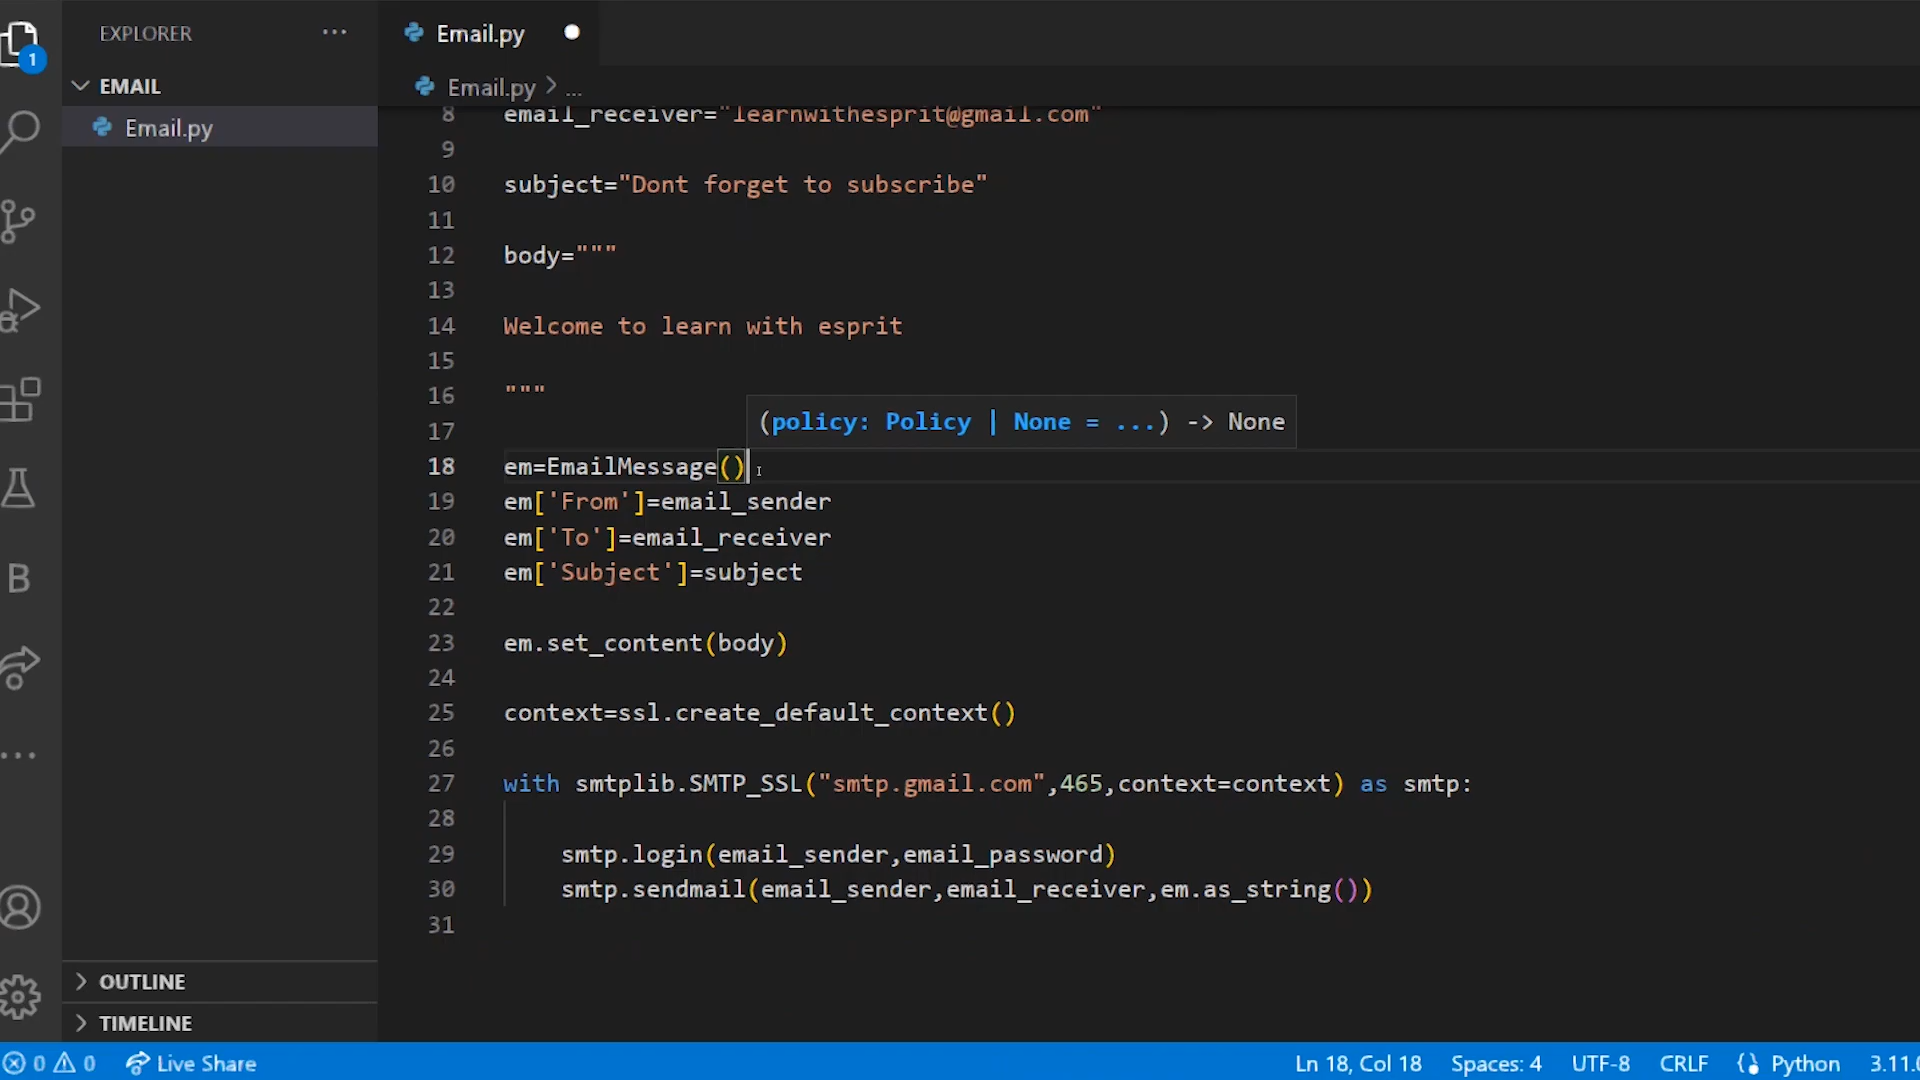 EXPLORER ...
1
EMAIL
Email.py
OUTLINE
TIMELINE
Email.py
Email.py > ...
8 email_receiver="learnwithesprit@gmail.com"
9
10 subject="Dont forget to subscribe"
11
12 body="""
13
14 Welcome to learn with esprit
15
16 """
(policy: Policy | None = ...) -> None
17
18 em=EmailMessage()
19 em['From']=email_sender
20 em['To']=email_receiver
21 em['Subject']=subject
22
23 em.set_content(body)
24
25 context=ssl.create_default_context()
26
27 with smtplib.SMTP_SSL("smtp.gmail.com",465,context=context) as smtp:
28
29 smtp.login(email_sender,email_password)
30 smtp.sendmail(email_sender,email_receiver,em.as_string())
31
0 0 Live Share Ln 18, Col 18 Spaces: 4 UTF-8 CRLF Python